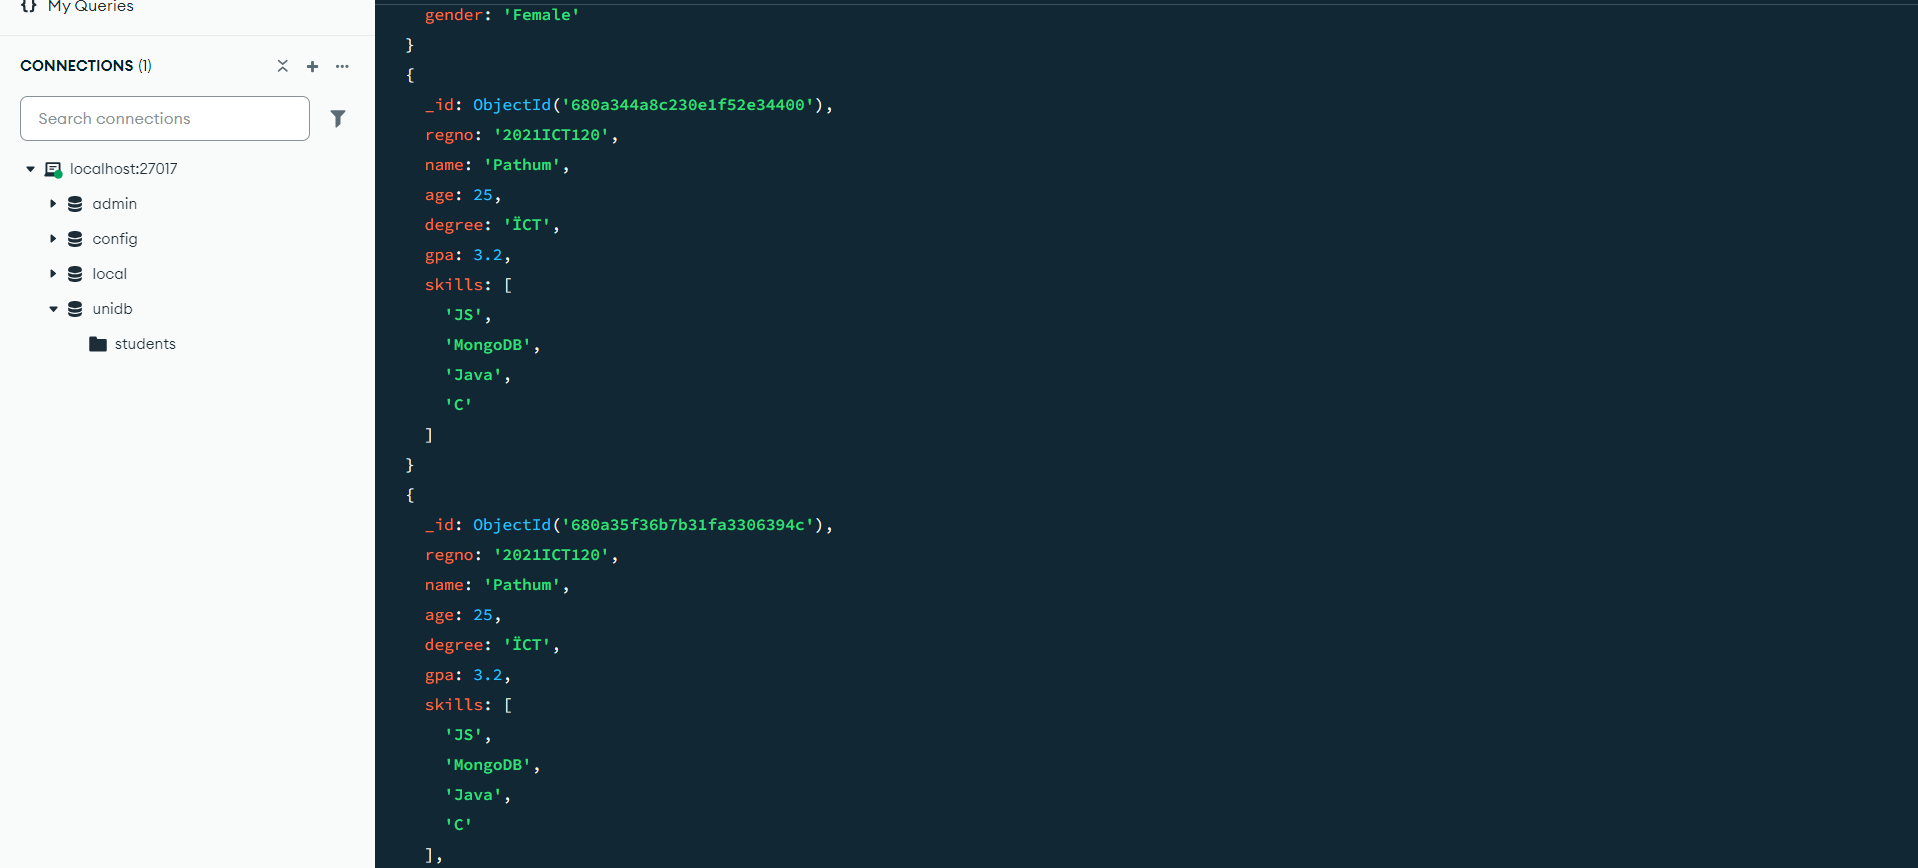 {} My Queries
CONNECTIONS (1)
Search connections
localhost:27017
admin
config
local
unidb
students
gender: 'Female'
}
{
_id: ObjectId('680a344a8c230e1f52e34400'),
regno: '2021ICT120',
name: 'Pathum',
age: 25,
degree: 'ÏCT',
gpa: 3.2,
skills: [
'JS',
'MongoDB',
'Java',
'C'
]
}
{
_id: ObjectId('680a35f36b7b31fa3306394c'),
regno: '2021ICT120',
name: 'Pathum',
age: 25,
degree: 'ÏCT',
gpa: 3.2,
skills: [
'JS',
'MongoDB',
'Java',
'C'
],